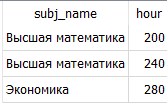 subj_name hour
Высшая математика 200
Высшая математика 240
Экономика 280